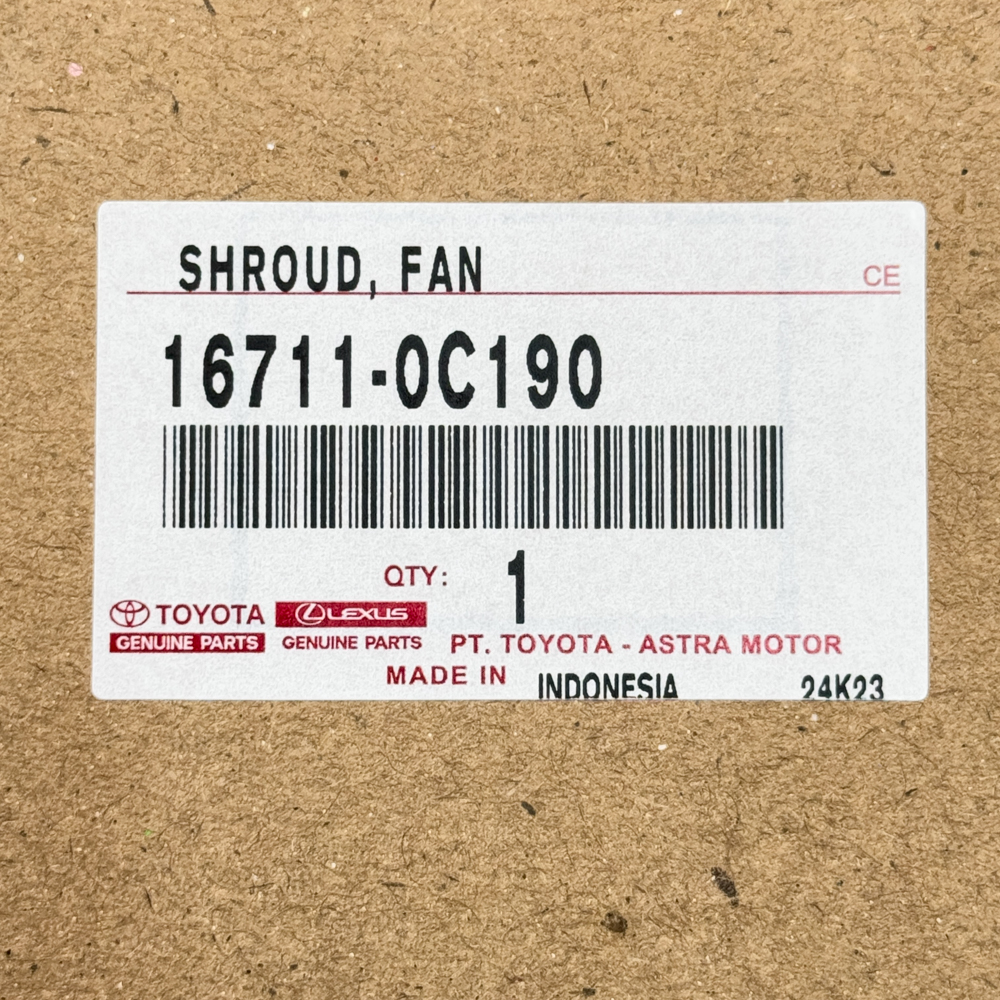 SHROUD, FAN
CE
16711-0C190
QTY: 1
TOYOTA LEXUS
GENUINE PARTS GENUINE PARTS PT. TOYOTA - ASTRA MOTOR
MADE IN INDONESIA 24K23